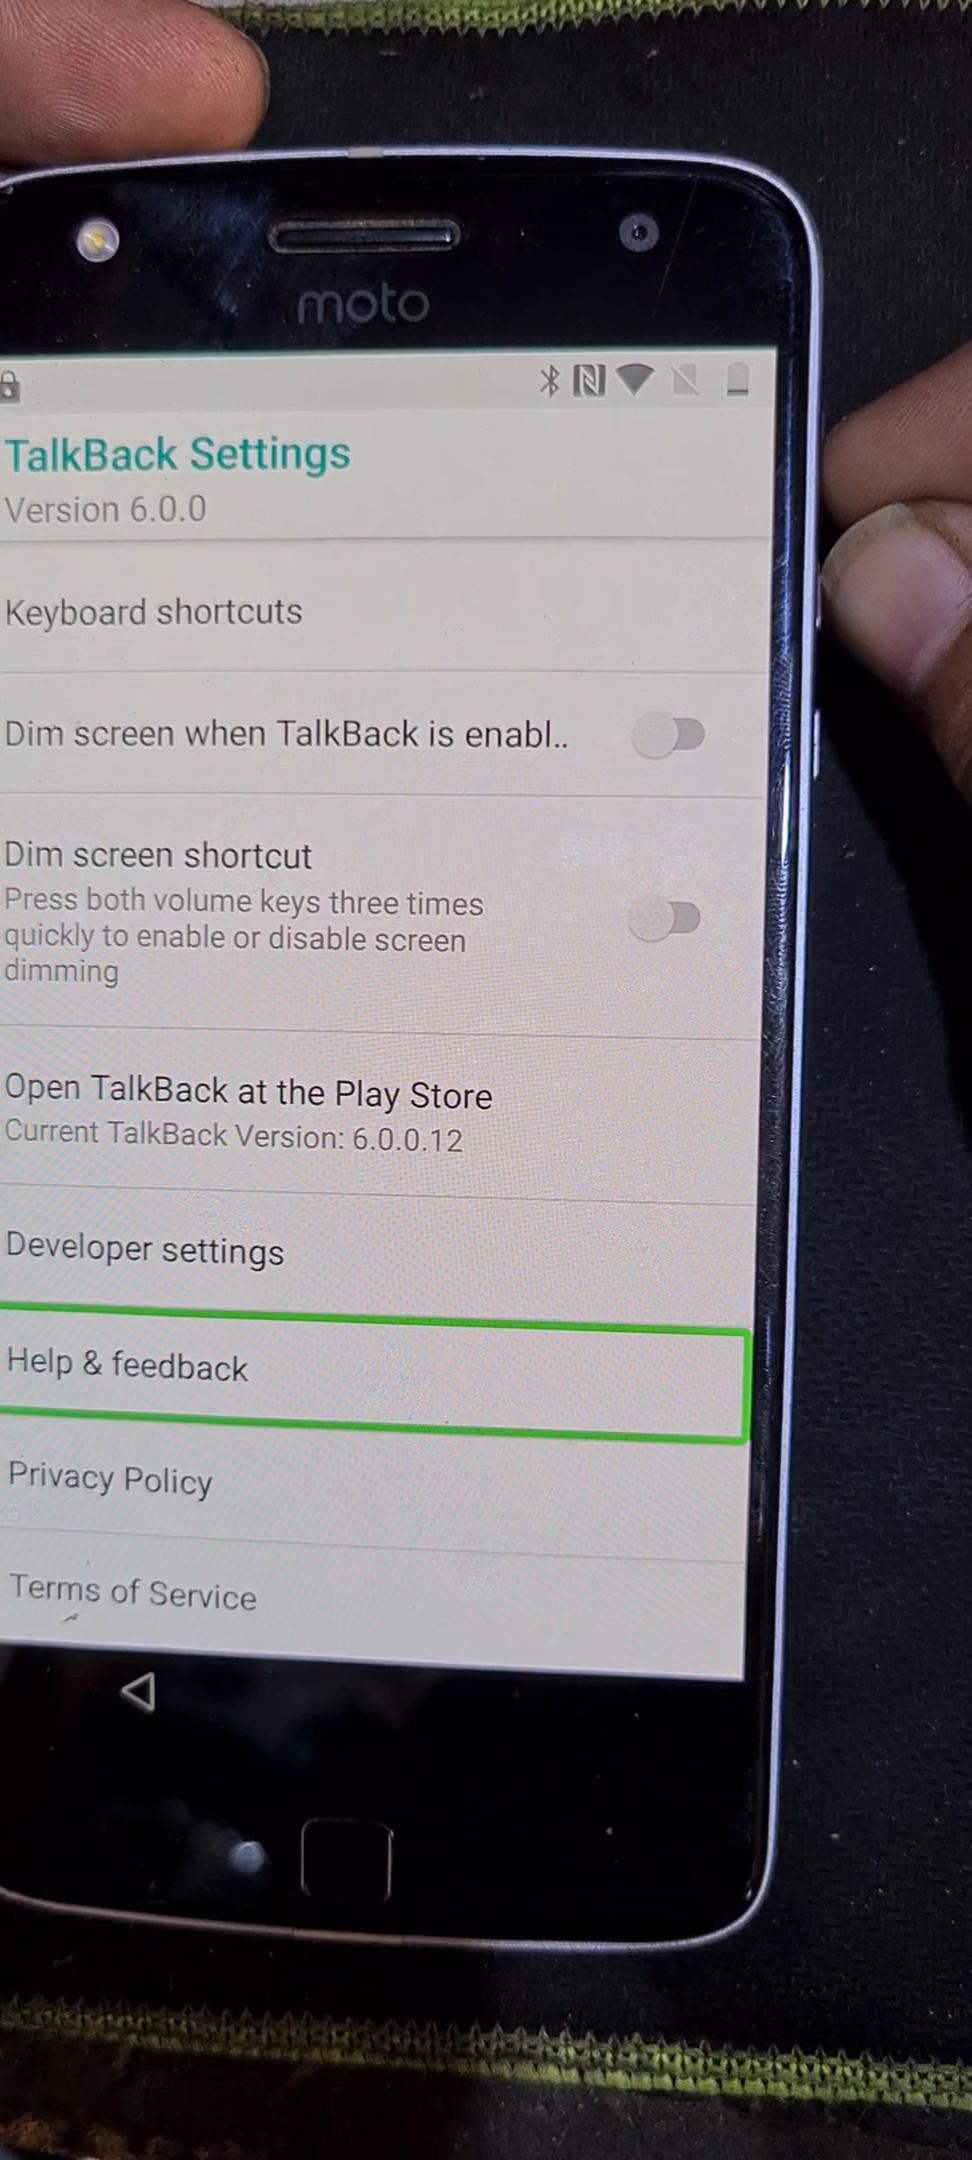 moto
TalkBack Settings
Version 6.0.0
Keyboard shortcuts
Dim screen when TalkBack is enabl..
Dim screen shortcut
Press both volume keys three times
quickly to enable or disable screen
dimming
Open TalkBack at the Play Store
Current TalkBack Version: 6.0.0.12
Developer settings
Help & feedback
Privacy Policy
Terms of Service